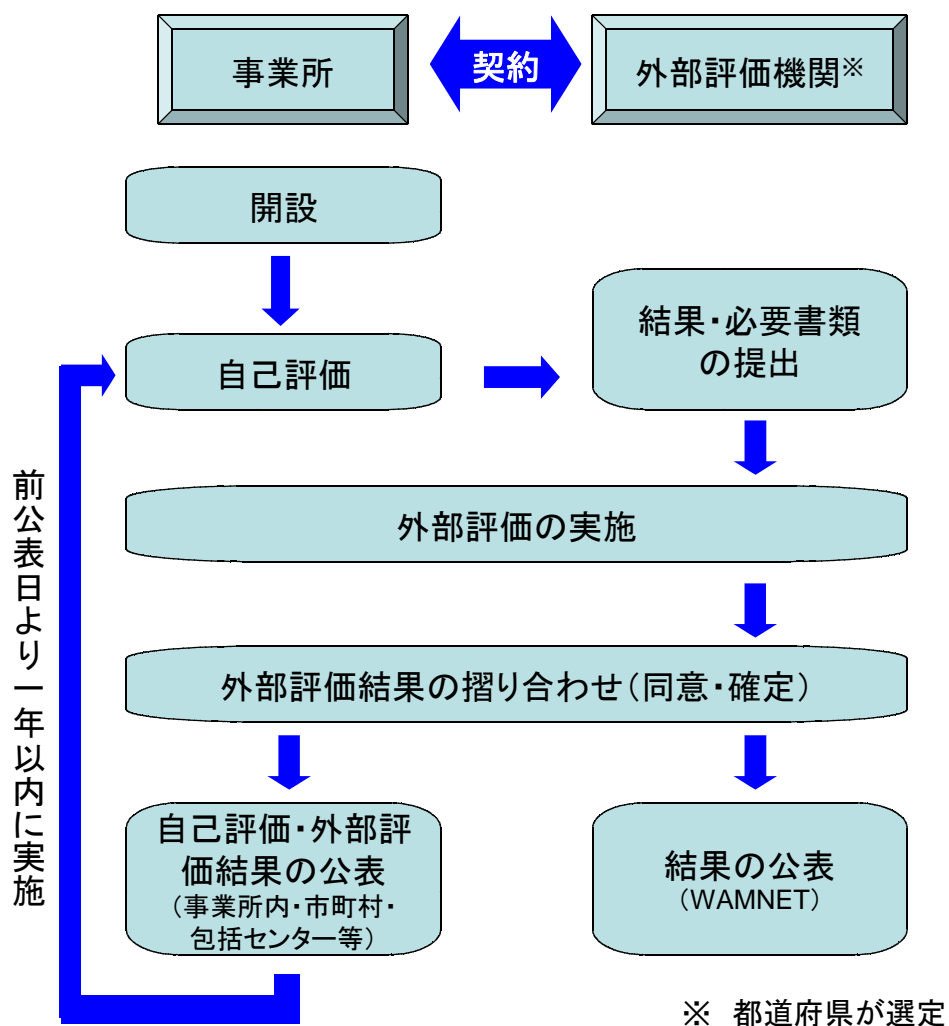 事業所
契約
外部評価機関※
開設
自己評価
結果・必要書類
の提出
外部評価の実施
外部評価結果の摺り合わせ（同意・確定）
自己評価・外部評
価結果の公表
（事業所内・市町村・
包括センター等）
結果の公表
（WAMNET）
前公表日より一年以内に実施
※ 都道府県が選定